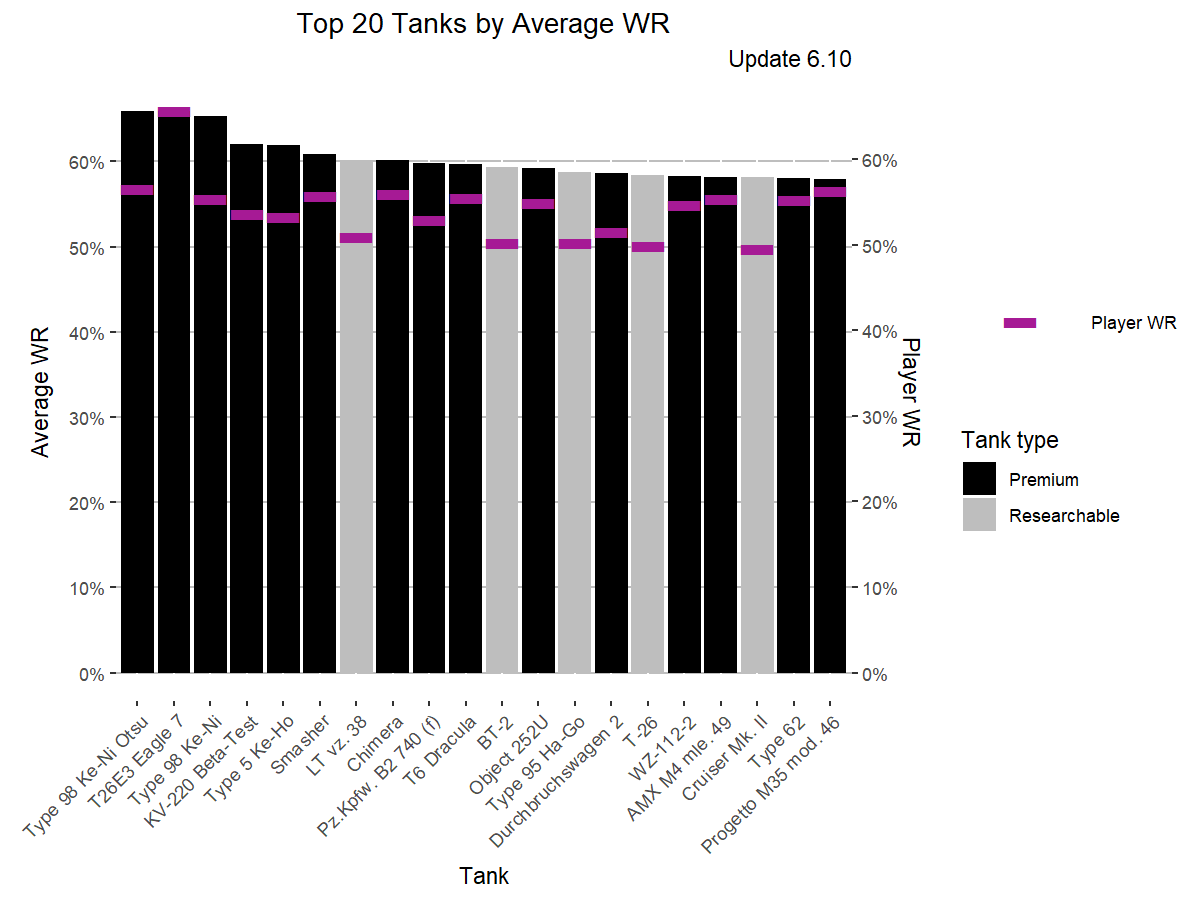 Top 20 Tanks by Average WR
Update 6.10
Average WR
60%
50%
40%
30%
20%
10%
0%
60%
50%
40%
30%
20%
10%
0%
Player WR
Type 98 Ke-Ni Otsu
T26E3 Eagle 7
Type 98 Ke-Ni
KV-220 Beta-Test
Type 5 Ke-Ho
Smasher
LT vz. 38
Chimera
Pz.Kpfw. B2 740 (f)
T6 Dracula
BT-2
Object 252U
Type 95 Ha-Go
Durchbruchswagen 2
T-26
WZ-112-2
AMX M4 mle. 49
Cruiser Mk. II
Type 62
Progetto M35 mod. 46
Tank
Player WR
Tank type
Premium
Researchable